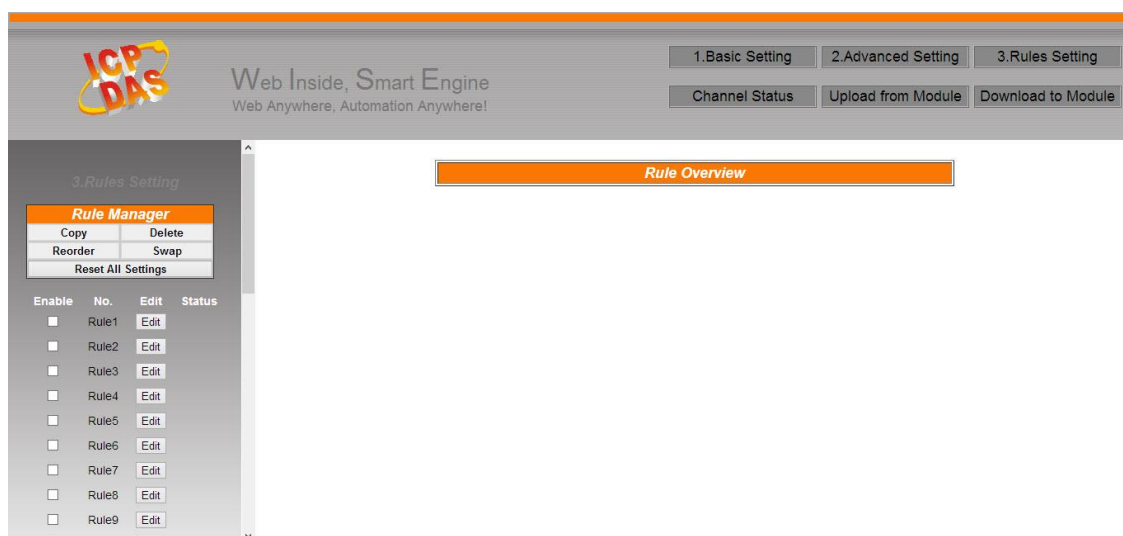 ICP
DAS
Web Inside, Smart Engine
Web Anywhere, Automation Anywhere!
1.Basic Setting 2.Advanced Setting 3.Rules Setting
Channel Status Upload from Module Download to Module
3.Rules Setting
Rule Manager
Copy Delete
Reorder Swap
Reset All Settings
Enable No. Edit Status
Rule1 Edit
Rule2 Edit
Rule3 Edit
Rule4 Edit
Rule5 Edit
Rule6 Edit
Rule7 Edit
Rule8 Edit
Rule9 Edit
Rule Overview